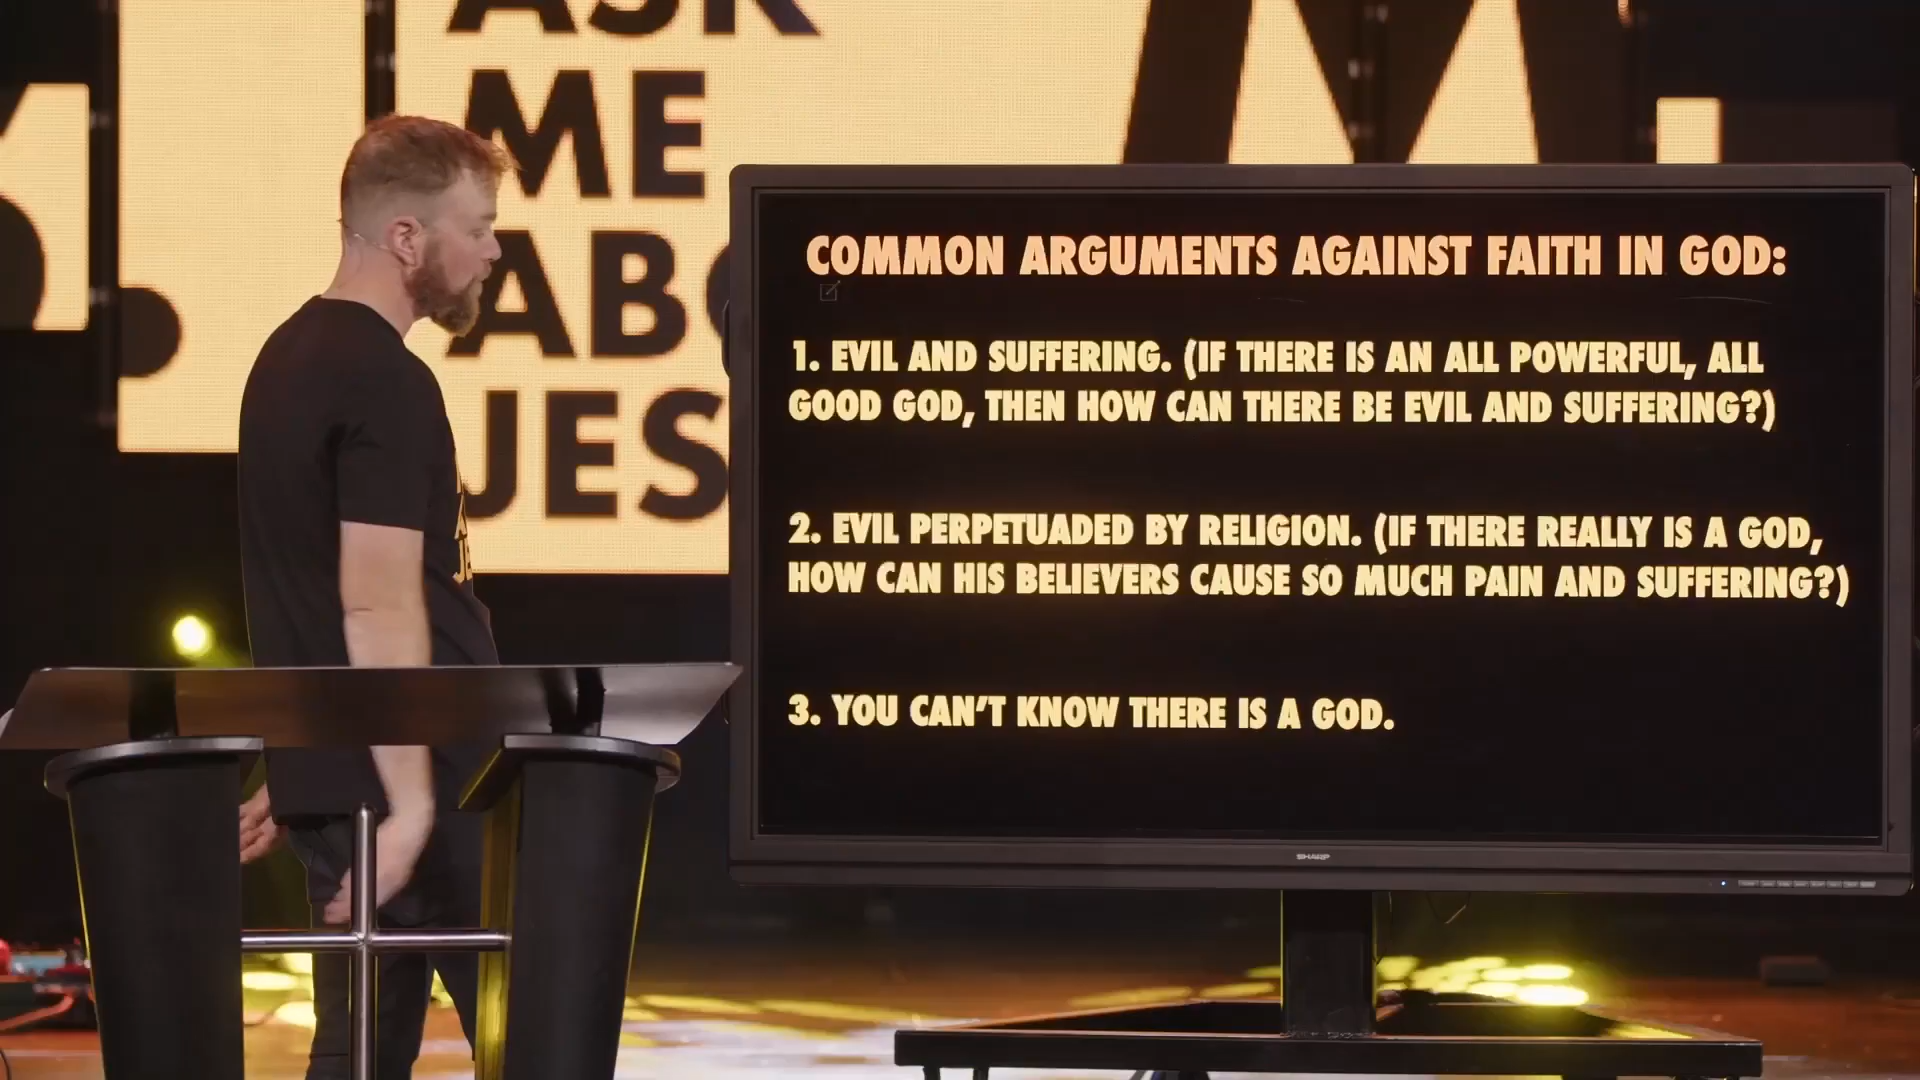 ASK
ME
ABO
JES
COMMON ARGUMENTS AGAINST FAITH IN GOD:
1. EVIL AND SUFFERING. (IF THERE IS AN ALL POWERFUL, ALL
GOOD GOD, THEN HOW CAN THERE BE EVIL AND SUFFERING?)
2. EVIL PERPETUADED BY RELIGION. (IF THERE REALLY IS A GOD,
HOW CAN HIS BELIEVERS CAUSE SO MUCH PAIN AND SUFFERING?)
3. YOU CAN'T KNOW THERE IS A GOD.
SHARP